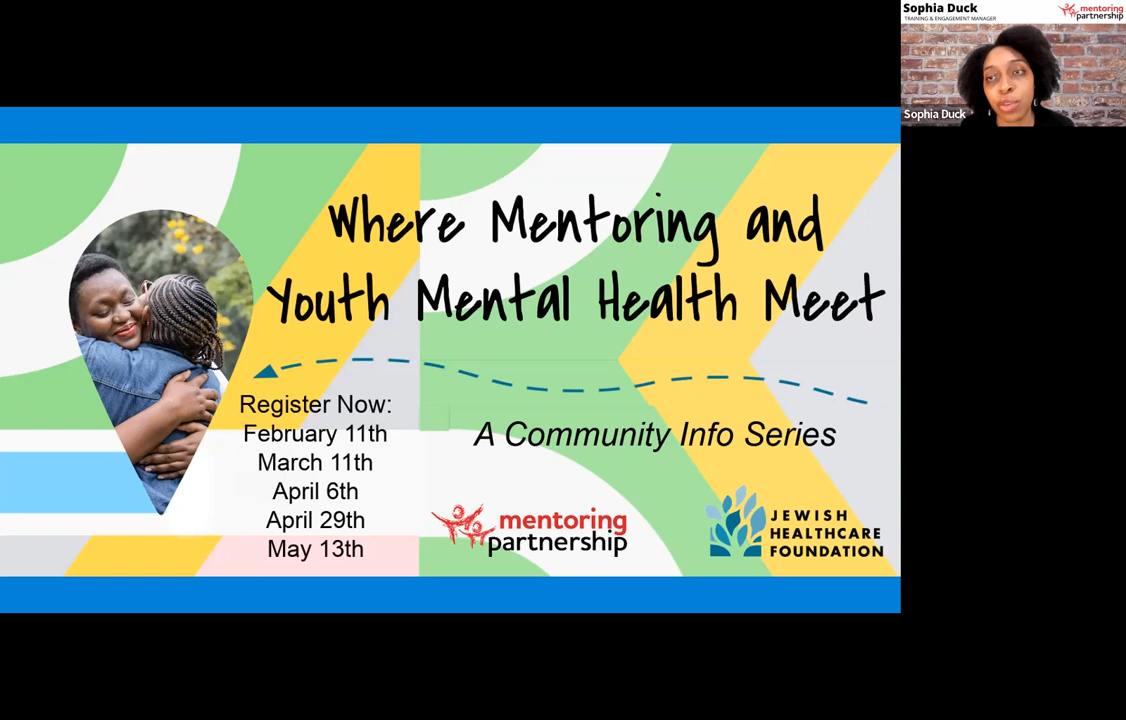 Sophia Duck
TRAINING & ENGAGEMENT MANAGER
mentoring
partnership
Sophia Duck
Where Mentoring and
Youth Mental Health Meet
Register Now:
February 11th
March 11th
April 6th
April 29th
May 13th
A Community Info Series
mentoring
partnership
JEWISH
HEALTHCARE
FOUNDATION